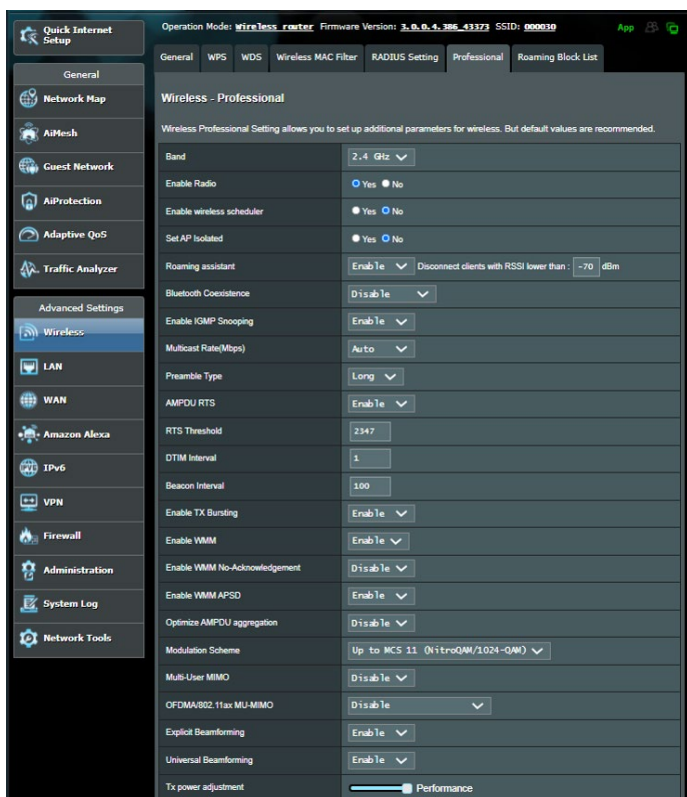 Quick Internet
Setup
Operation Mode: Wireless router Firmware Version: 3.0.0.4.386_43373 SSID: 000030 App
General WPS WDS Wireless MAC Filter RADIUS Setting Professional Roaming Block List
General
Network Map
AiMesh
Guest Network
AiProtection
Adaptive QoS
Traffic Analyzer
Advanced Settings
Wireless
LAN
WAN
Amazon Alexa
IPv6
VPN
Firewall
Administration
System Log
Network Tools
Wireless - Professional
Wireless Professional Setting allows you to set up additional parameters for wireless. But default values are recommended.
Band 2.4 GHz
Enable Radio Yes No
Enable wireless scheduler Yes No
Set AP Isolated Yes No
Roaming assistant Enable Disconnect clients with RSSI lower than : -70 dBm
Bluetooth Coexistence Disable
Enable IGMP Snooping Enable
Multicast Rate(Mbps) Auto
Preamble Type Long
AMPDU RTS Enable
RTS Threshold 2347
DTIM Interval 1
Beacon Interval 100
Enable TX Bursting Enable
Enable WMM Enable
Enable WMM No-Acknowledgement Disable
Enable WMM APSD Enable
Optimize AMPDU aggregation Disable
Modulation Scheme Up to MCS 11 (NitroQAM/1024-QAM)
Multi-User MIMO Disable
OFDMA/802.11ax MU-MIMO Disable
Explicit Beamforming Enable
Universal Beamforming Enable
Tx power adjustment Performance